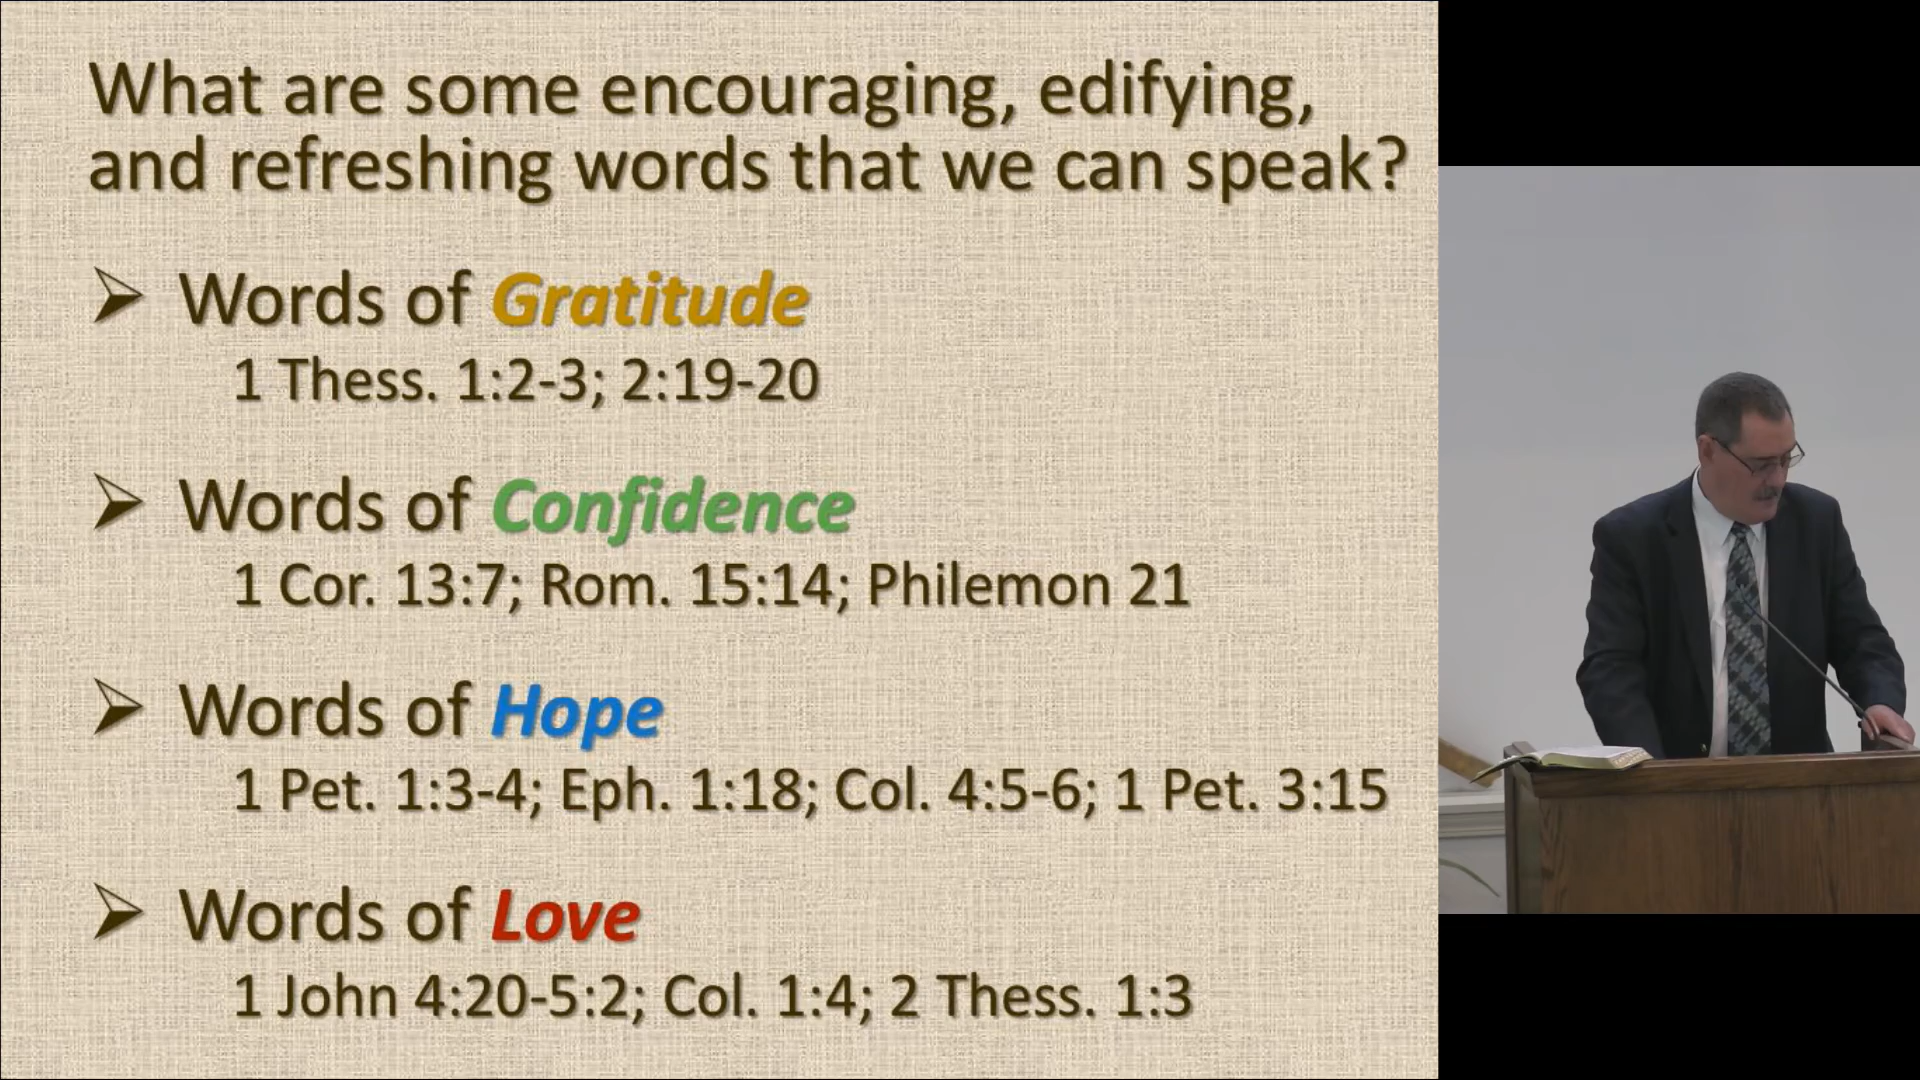 What are some encouraging, edifying,
and refreshing words that we can speak?
Words of Gratitude
1 Thess. 1:2-3; 2:19-20
Words of Confidence
1 Cor. 13:7; Rom. 15:14; Philemon 21
Words of Hope
1 Pet. 1:3-4; Eph. 1:18; Col. 4:5-6; 1 Pet. 3:15
Words of Love
1 John 4:20-5:2; Col. 1:4; 2 Thess. 1:3